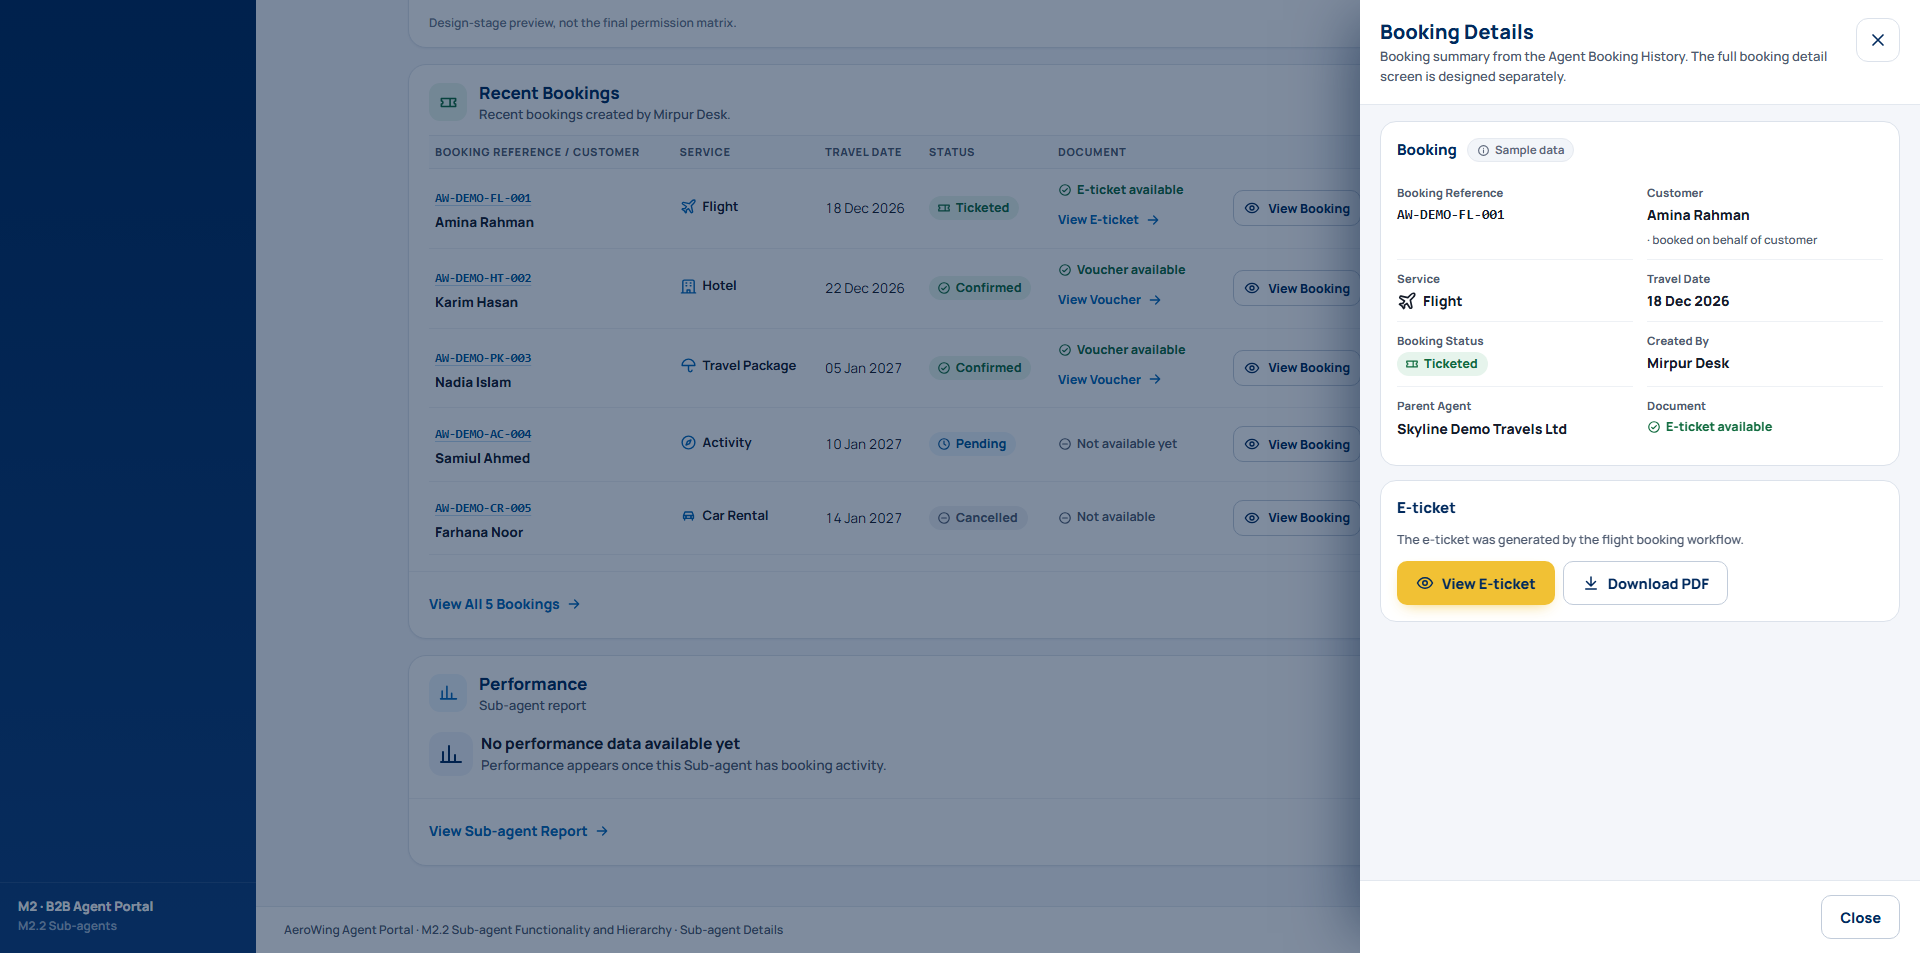 Design-stage preview, not the final permission matrix.
Recent Bookings
Recent bookings created by Mirpur Desk.
BOOKING REFERENCE / CUSTOMER SERVICE TRAVEL DATE STATUS DOCUMENT
AW-DEMO-FL-001
Amina Rahman
Flight
18 Dec 2026
Ticketed
E-ticket available
View E-ticket →
View Booking
AW-DEMO-HT-002
Karim Hasan
Hotel
22 Dec 2026
Confirmed
Voucher available
View Voucher →
View Booking
AW-DEMO-PK-003
Nadia Islam
Travel Package
05 Jan 2027
Confirmed
Voucher available
View Voucher →
View Booking
AW-DEMO-AC-004
Samiul Ahmed
Activity
10 Jan 2027
Pending
Not available yet
View Booking
AW-DEMO-CR-005
Farhana Noor
Car Rental
14 Jan 2027
Cancelled
Not available
View Booking
View All 5 Bookings →
Performance
Sub-agent report
No performance data available yet
Performance appears once this Sub-agent has booking activity.
View Sub-agent Report →
M2 · B2B Agent Portal
M2.2 Sub-agents
AeroWing Agent Portal · M2.2 Sub-agent Functionality and Hierarchy · Sub-agent Details
Booking Details
Booking summary from the Agent Booking History. The full booking detail
screen is designed separately.
Booking
Sample data
Booking Reference
AW-DEMO-FL-001
Customer
Amina Rahman
· booked on behalf of customer
Service
Flight
Travel Date
18 Dec 2026
Booking Status
Ticketed
Created By
Mirpur Desk
Parent Agent
Skyline Demo Travels Ltd
Document
E-ticket available
E-ticket
The e-ticket was generated by the flight booking workflow.
View E-ticket
Download PDF
Close